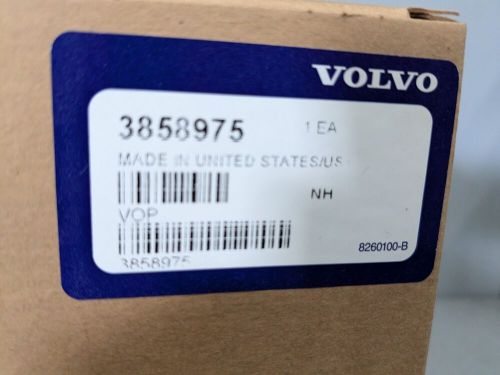 VOLVO
3858975 1 EA
MADE IN UNITED STATES/US
NH
VOP
8260100-B
3858975